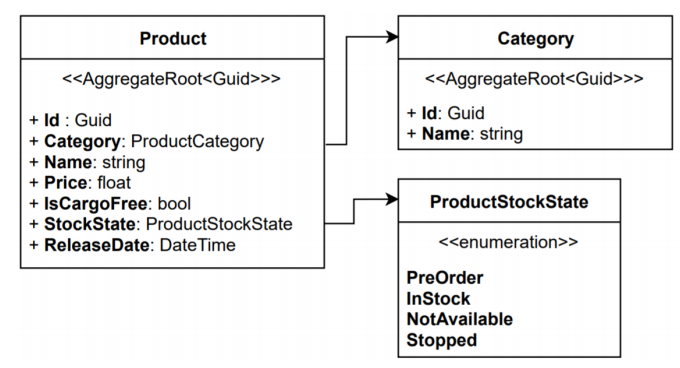 Product
<<AggregateRoot<Guid>>>
+ Id : Guid
+ Category: ProductCategory
+ Name: string
+ Price: float
+ IsCargoFree: bool
+ StockState: ProductStockState
+ ReleaseDate: DateTime
Category
<<AggregateRoot<Guid>>>
+ Id: Guid
+ Name: string
ProductStockState
<<enumeration>>
PreOrder
InStock
NotAvailable
Stopped